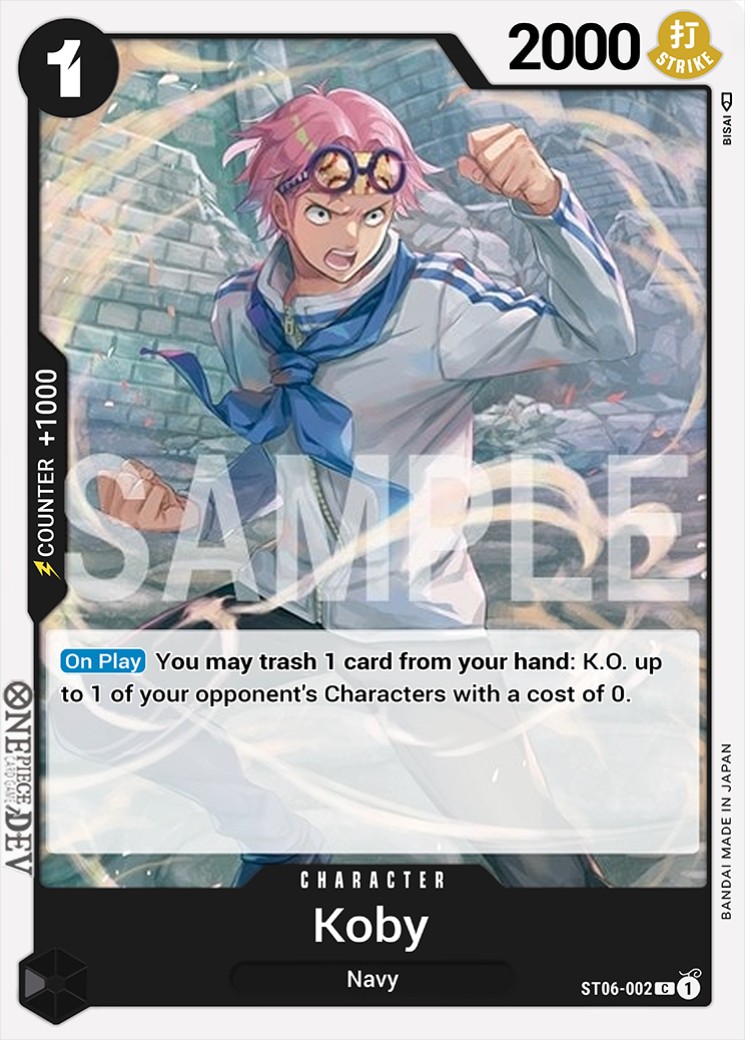 1
2000
打
STRIKE
BISAI
COUNTER +1000
SAMPLE
On Play You may trash 1 card from your hand: K.O. up
to 1 of your opponent's Characters with a cost of 0.
ONE PIECE
CARD GAME
DEV
BANDAI MADE IN JAPAN
CHARACTER
Koby
Navy
ST06-002 C 1